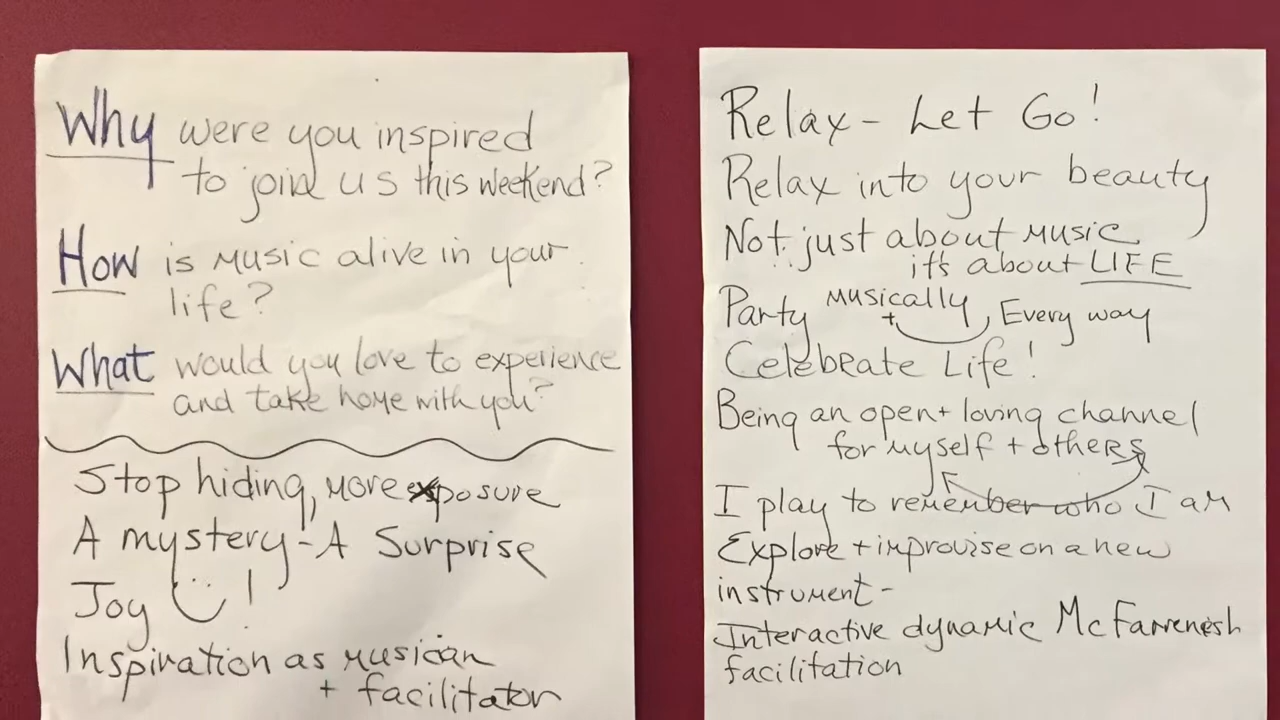 Why were you inspired
to join us this weekend?
How is music alive in your
life?
What would you love to experience
and take home with you?
Stop hiding, more exposure
A mystery - A Surprise
Joy !
Inspiration as musician
+ facilitator
Relax - Let Go!
Relax into your beauty
Not just about music
it's about LIFE
Party musically + Every way
Celebrate Life!
Being an open + loving channel
for myself + others
I play to remember who I am
Explore + improvise on a new
instrument -
Interactive dynamic McFarrenesh
facilitation